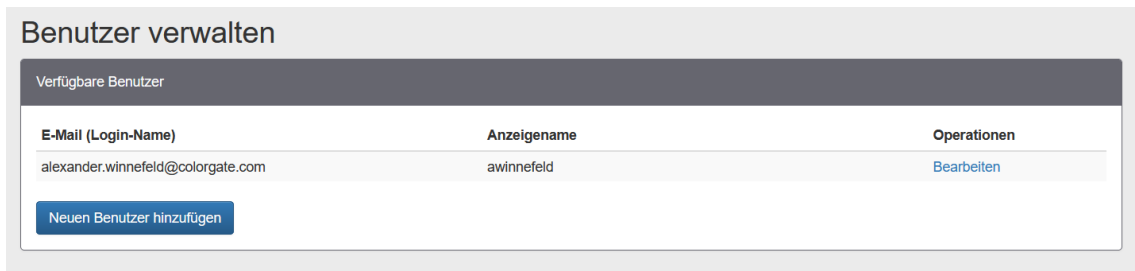 Benutzer verwalten
Verfügbare Benutzer
E-Mail (Login-Name) Anzeigename Operationen
alexander.winnefeld@colorgate.com awinnefeld Bearbeiten
Neuen Benutzer hinzufügen